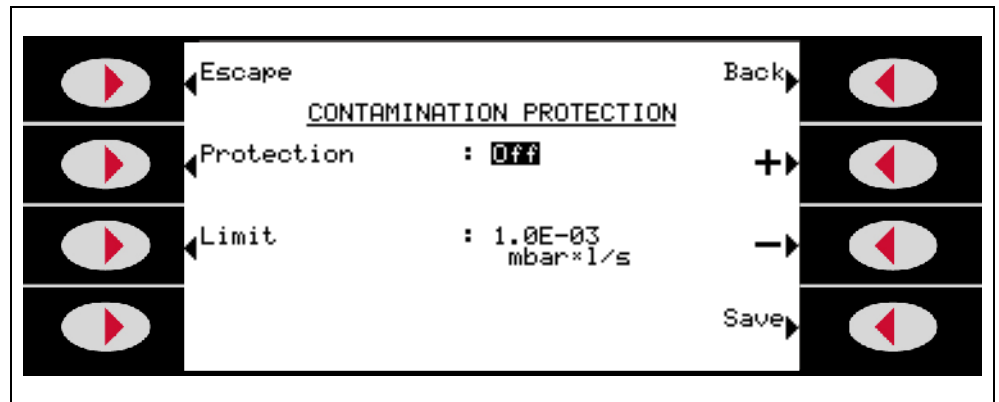 Escape Back
CONTAMINATION PROTECTION
Protection : Off +
Limit : 1.0E-03 −
mbar×l/s
Save